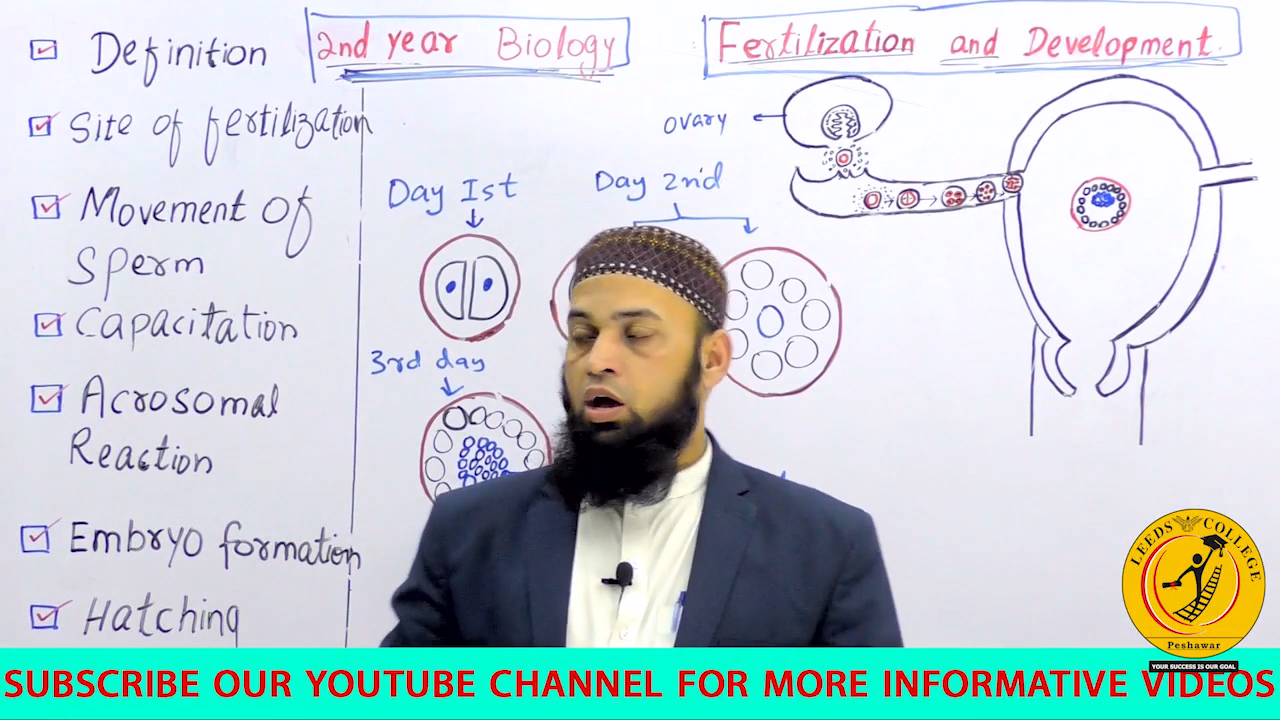 Definition
Site of fertilization
Movement of
sperm
Capacitation
Acrosomal
Reaction
Embryo formation
Hatching
2nd year Biology
Fertilization and Development.
ovary
Day Ist
Day 2nd
3rd day
LEEDS COLLEGE
Peshawar
YOUR SUCCESS IS OUR GOAL
SUBSCRIBE OUR YOUTUBE CHANNEL FOR MORE INFORMATIVE VIDEOS